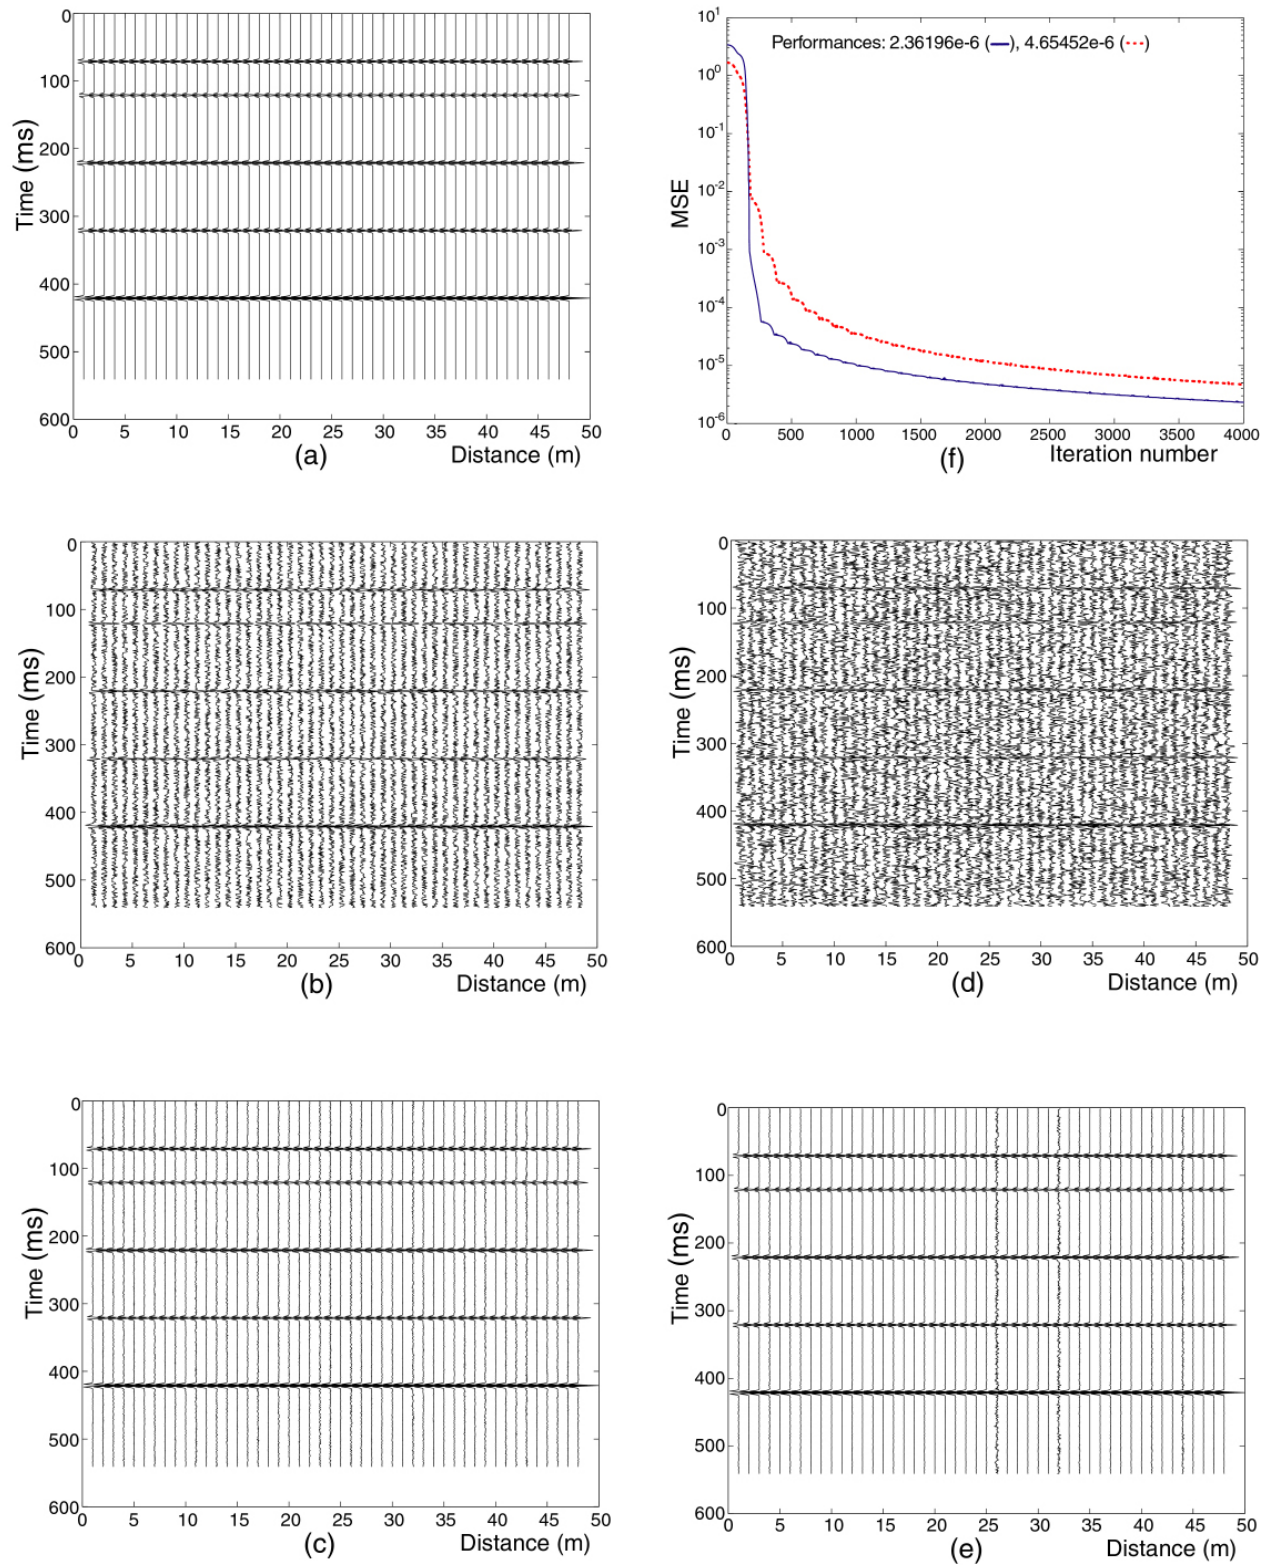 0
100
200
300
400
500
600
Time (ms)
0 5 10 15 20 25 30 35 40 45 50
(a)
Distance (m)
10^1
10^0
10^-1
10^-2
10^-3
10^-4
10^-5
10^-6
MSE
Performances: 2.36196e-6 (—), 4.65452e-6 (---)
0 500 1000 1500 2000 2500 3000 3500 4000
(f)
Iteration number
0
100
200
300
400
500
600
Time (ms)
0 5 10 15 20 25 30 35 40 45 50
(b)
Distance (m)
0
100
200
300
400
500
600
Time (ms)
0 5 10 15 20 25 30 35 40 45 50
(d)
Distance (m)
0
100
200
300
400
500
600
Time (ms)
0 5 10 15 20 25 30 35 40 45 50
(c)
Distance (m)
0
100
200
300
400
500
600
Time (ms)
0 5 10 15 20 25 30 35 40 45 50
(e)
Distance (m)